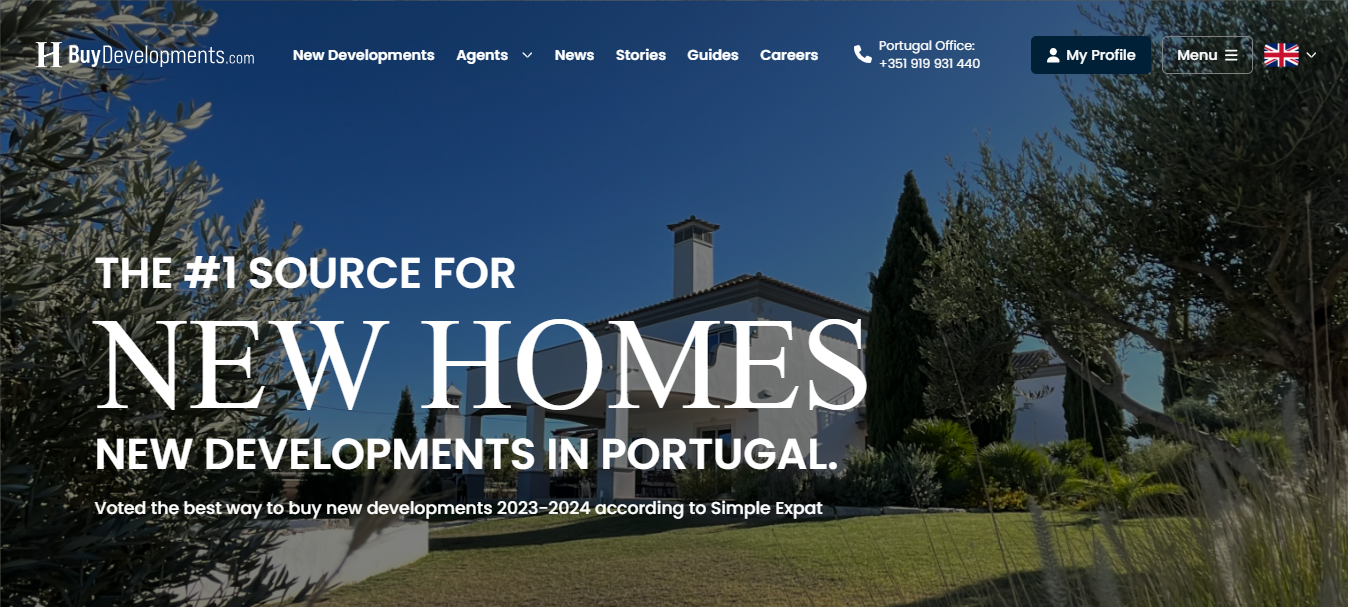 H BuyDevelopments.com
New Developments Agents News Stories Guides Careers
Portugal Office:
+351 919 931 440
My Profile
Menu
THE #1 SOURCE FOR
NEW HOMES
NEW DEVELOPMENTS IN PORTUGAL.
Voted the best way to buy new developments 2023-2024 according to Simple Expat